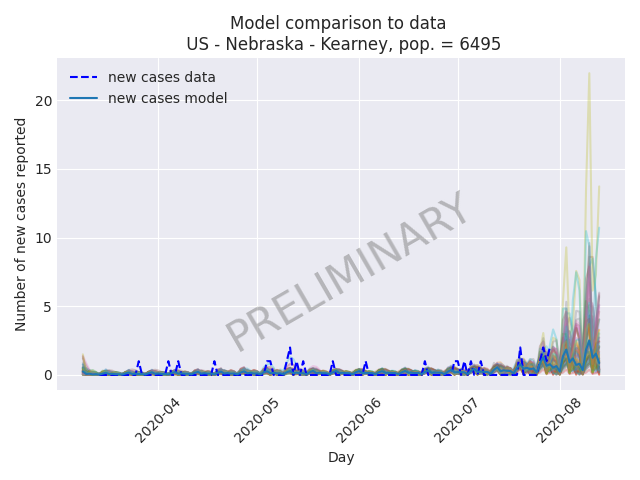 Model comparison to data
US - Nebraska - Kearney, pop. = 6495
new cases data
new cases model
Number of new cases reported
20
15
10
5
0
PRELIMINARY
2020-04
2020-05
2020-06
2020-07
2020-08
Day